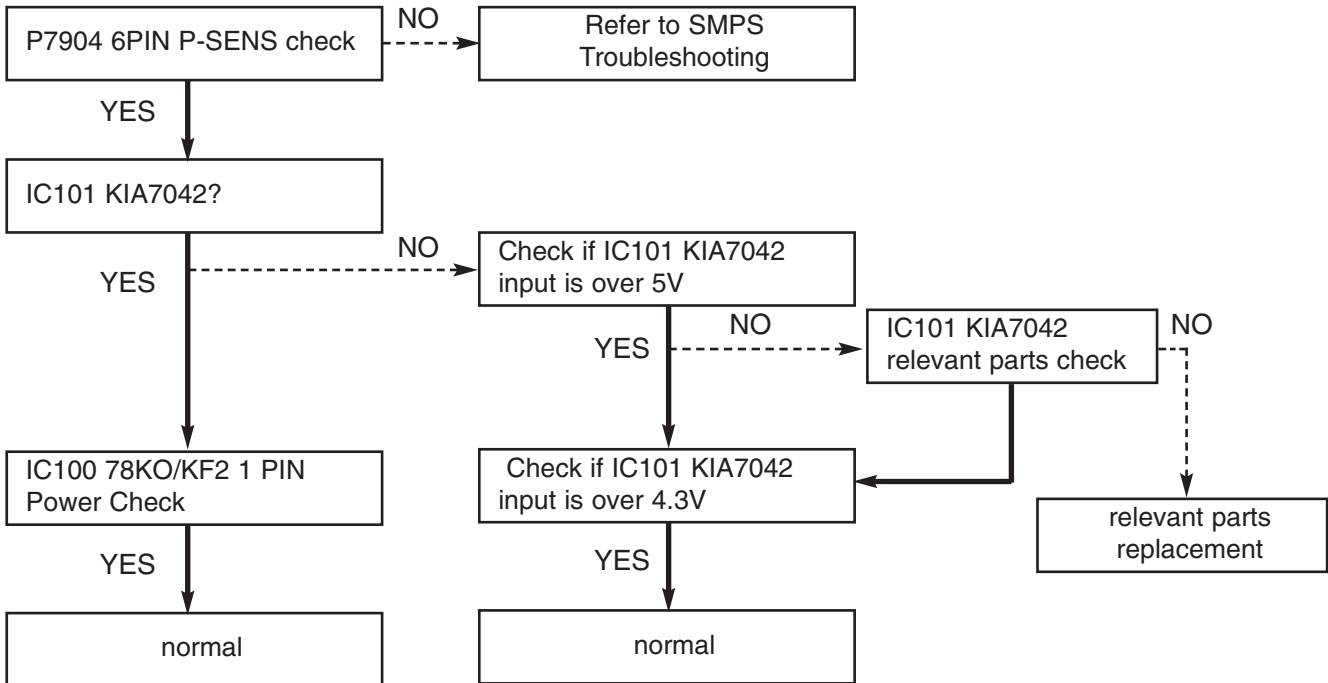 P7904 6PIN P-SENS check
NO
Refer to SMPS
Troubleshooting
YES
IC101 KIA7042?
NO
YES
Check if IC101 KIA7042
input is over 5V
NO
YES
IC101 KIA7042
relevant parts check
NO
IC100 78KO/KF2 1 PIN
Power Check
Check if IC101 KIA7042
input is over 4.3V
relevant parts
replacement
YES
YES
normal
normal